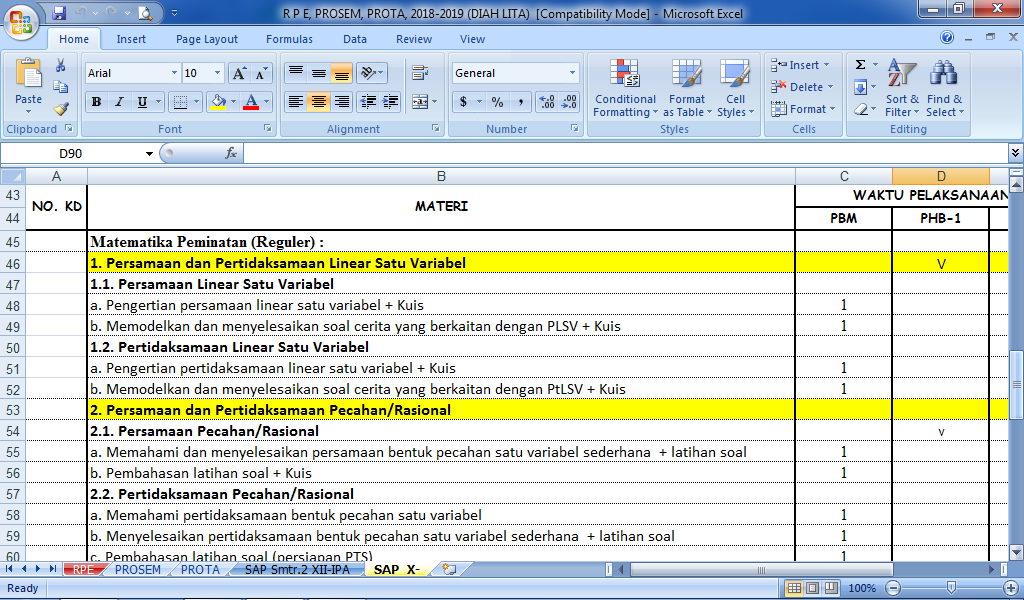 R P E, PROSEM, PROTA, 2018-2019 (DIAH LITA) [Compatibility Mode] - Microsoft Excel
Home Insert Page Layout Formulas Data Review View
Arial 10 General Insert Σ
Paste Conditional Formatting Format as Table Cell Styles Delete Sort & Filter Find & Select
B I U A $ % , Format
Clipboard Font Alignment Number Styles Cells Editing
D90 fx
A B C D
43 NO. KD MATERI WAKTU PELAKSANAAN
44 PBM PHB-1
45 Matematika Peminatan (Reguler) :
46 1. Persamaan dan Pertidaksamaan Linear Satu Variabel V
47 1.1. Persamaan Linear Satu Variabel
48 a. Pengertian persamaan linear satu variabel + Kuis 1
49 b. Memodelkan dan menyelesaikan soal cerita yang berkaitan dengan PLSV + Kuis 1
50 1.2. Pertidaksamaan Linear Satu Variabel
51 a. Pengertian pertidaksamaan linear satu variabel + Kuis 1
52 b. Memodelkan dan menyelesaikan soal cerita yang berkaitan dengan PtLSV + Kuis 1
53 2. Persamaan dan Pertidaksamaan Pecahan/Rasional
54 2.1. Persamaan Pecahan/Rasional v
55 a. Memahami dan menyelesaikan persamaan bentuk pecahan satu variabel sederhana + latihan soal 1
56 b. Pembahasan latihan soal + Kuis 1
57 2.2. Pertidaksamaan Pecahan/Rasional
58 a. Memahami pertidaksamaan bentuk pecahan satu variabel 1
59 b. Menyelesaikan pertidaksamaan bentuk pecahan satu variabel sederhana + latihan soal 1
60 c. Pembahasan latihan soal (persiapan PTS) 1
RPE PROSEM PROTA SAP Smtr.2 XII-IPA SAP X-
Ready 100%